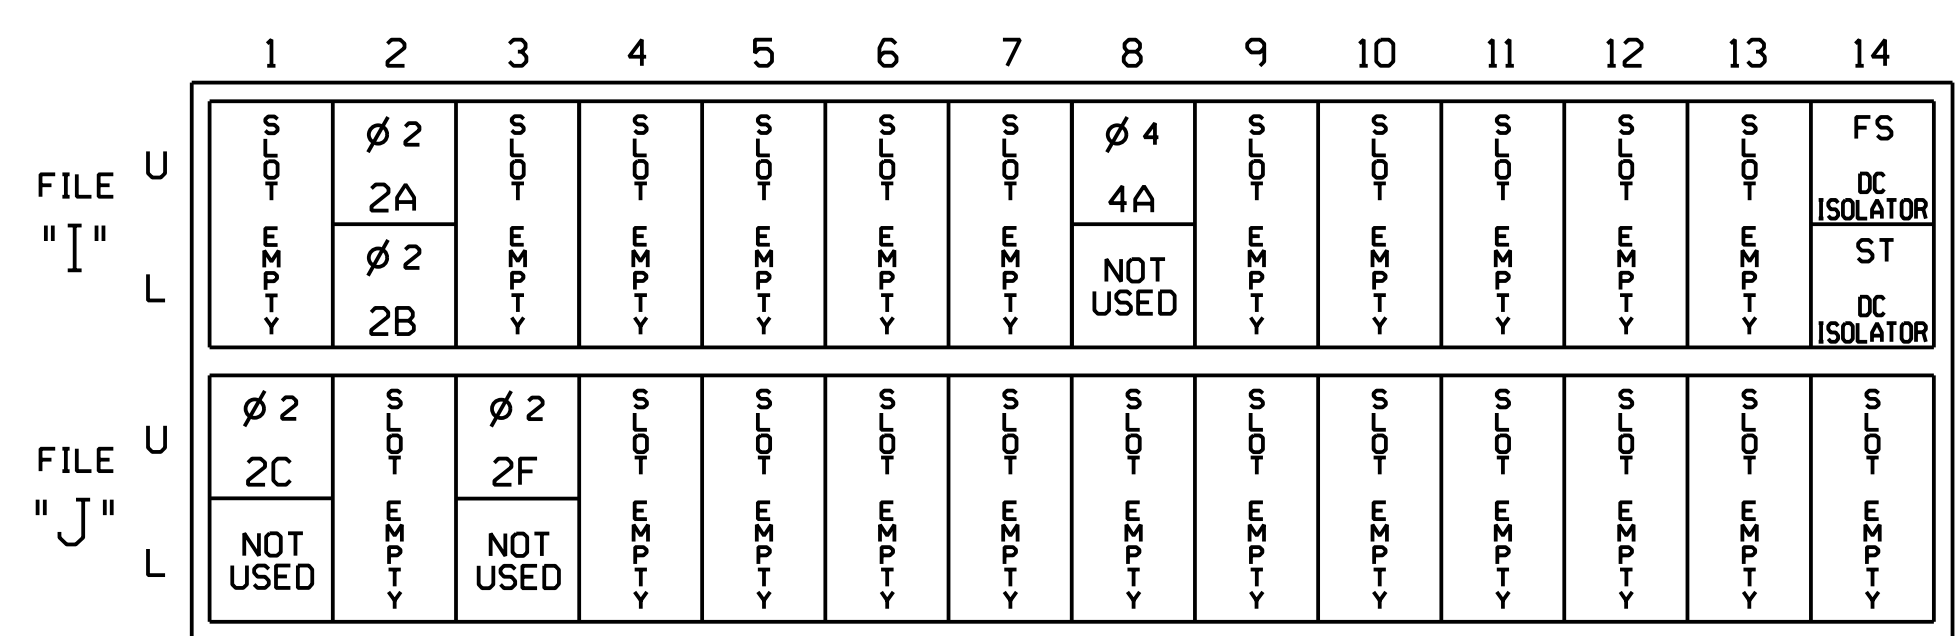 1 2 3 4 5 6 7 8 9 10 11 12 13 14
FILE "I"
U
L
SLOT EMPTY
ø 2
2A
ø 2
2B
SLOT EMPTY
SLOT EMPTY
SLOT EMPTY
SLOT EMPTY
SLOT EMPTY
ø 4
4A
NOT
USED
SLOT EMPTY
SLOT EMPTY
SLOT EMPTY
SLOT EMPTY
SLOT EMPTY
FS
DC
ISOLATOR
ST
DC
ISOLATOR
FILE "J"
U
L
ø 2
2C
NOT
USED
SLOT EMPTY
ø 2
2F
NOT
USED
SLOT EMPTY
SLOT EMPTY
SLOT EMPTY
SLOT EMPTY
SLOT EMPTY
SLOT EMPTY
SLOT EMPTY
SLOT EMPTY
SLOT EMPTY
SLOT EMPTY
SLOT EMPTY